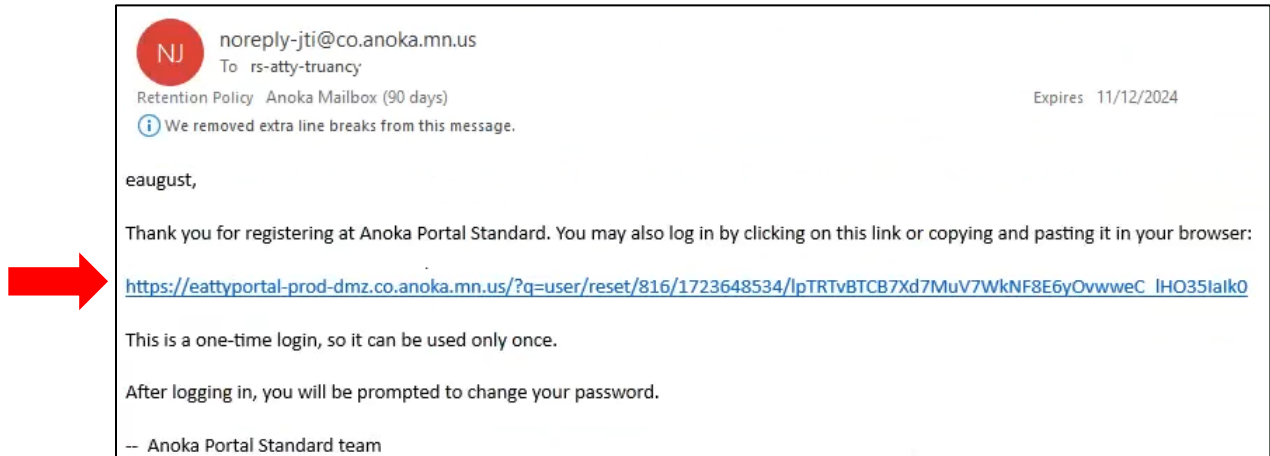 NJ
noreply-jti@co.anoka.mn.us
To rs-atty-truancy
Retention Policy Anoka Mailbox (90 days)
Expires 11/12/2024
i We removed extra line breaks from this message.
eaugust,
Thank you for registering at Anoka Portal Standard. You may also log in by clicking on this link or copying and pasting it in your browser:
https://eattyportal-prod-dmz.co.anoka.mn.us/?q=user/reset/816/1723648534/lpTRTvBTCB7Xd7MuV7WkNF8E6yOvwweC_lHO35IaIk0
This is a one-time login, so it can be used only once.
After logging in, you will be prompted to change your password.
-- Anoka Portal Standard team